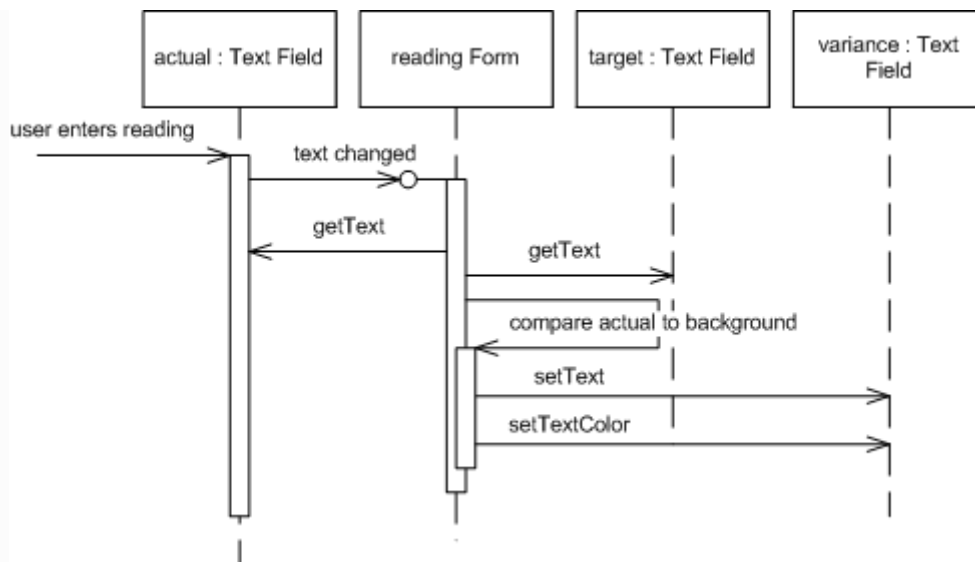 actual : Text Field
reading Form
target : Text Field
variance : Text
Field
user enters reading
text changed
getText
getText
compare actual to background
setText
setTextColor